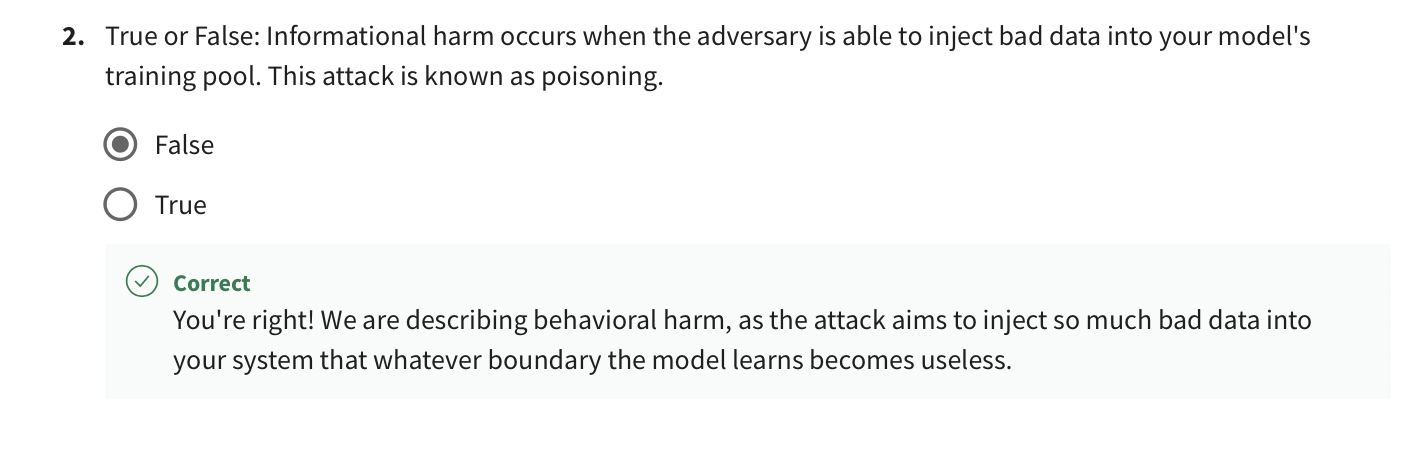 2. True or False: Informational harm occurs when the adversary is able to inject bad data into your model's
training pool. This attack is known as poisoning.
False
True
Correct
You're right! We are describing behavioral harm, as the attack aims to inject so much bad data into
your system that whatever boundary the model learns becomes useless.